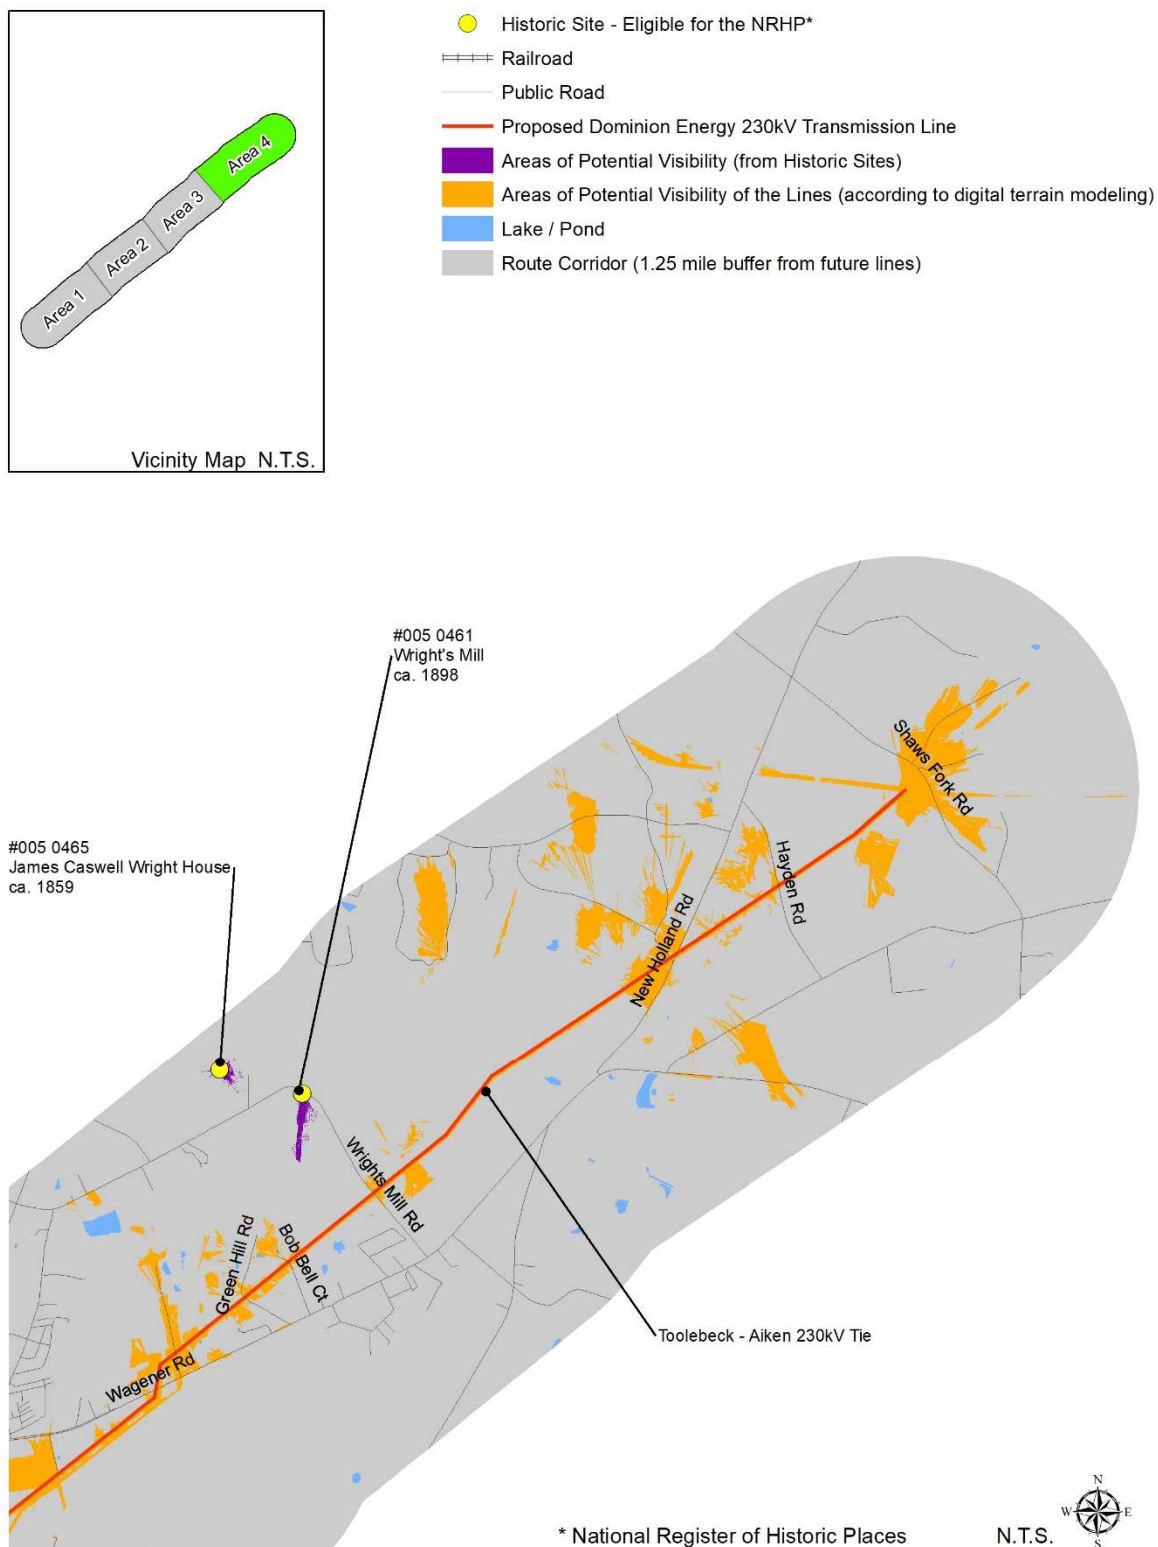 Historic Site - Eligible for the NRHP*
Railroad
Public Road
Proposed Dominion Energy 230kV Transmission Line
Areas of Potential Visibility (from Historic Sites)
Areas of Potential Visibility of the Lines (according to digital terrain modeling)
Lake / Pond
Route Corridor (1.25 mile buffer from future lines)
Area 4
Area 3
Area 2
Area 1
Vicinity Map N.T.S.
#005 0461
Wright's Mill
ca. 1898
Shaws Fork Rd
#005 0465
James Caswell Wright House
ca. 1859
Hayden Rd
New Holland Rd
Wrights Mill Rd
Green Hill Rd
Bob Bell Ct
Toolebeck - Aiken 230kV Tie
Wagener Rd
N
W
E
S
* National Register of Historic Places
N.T.S.